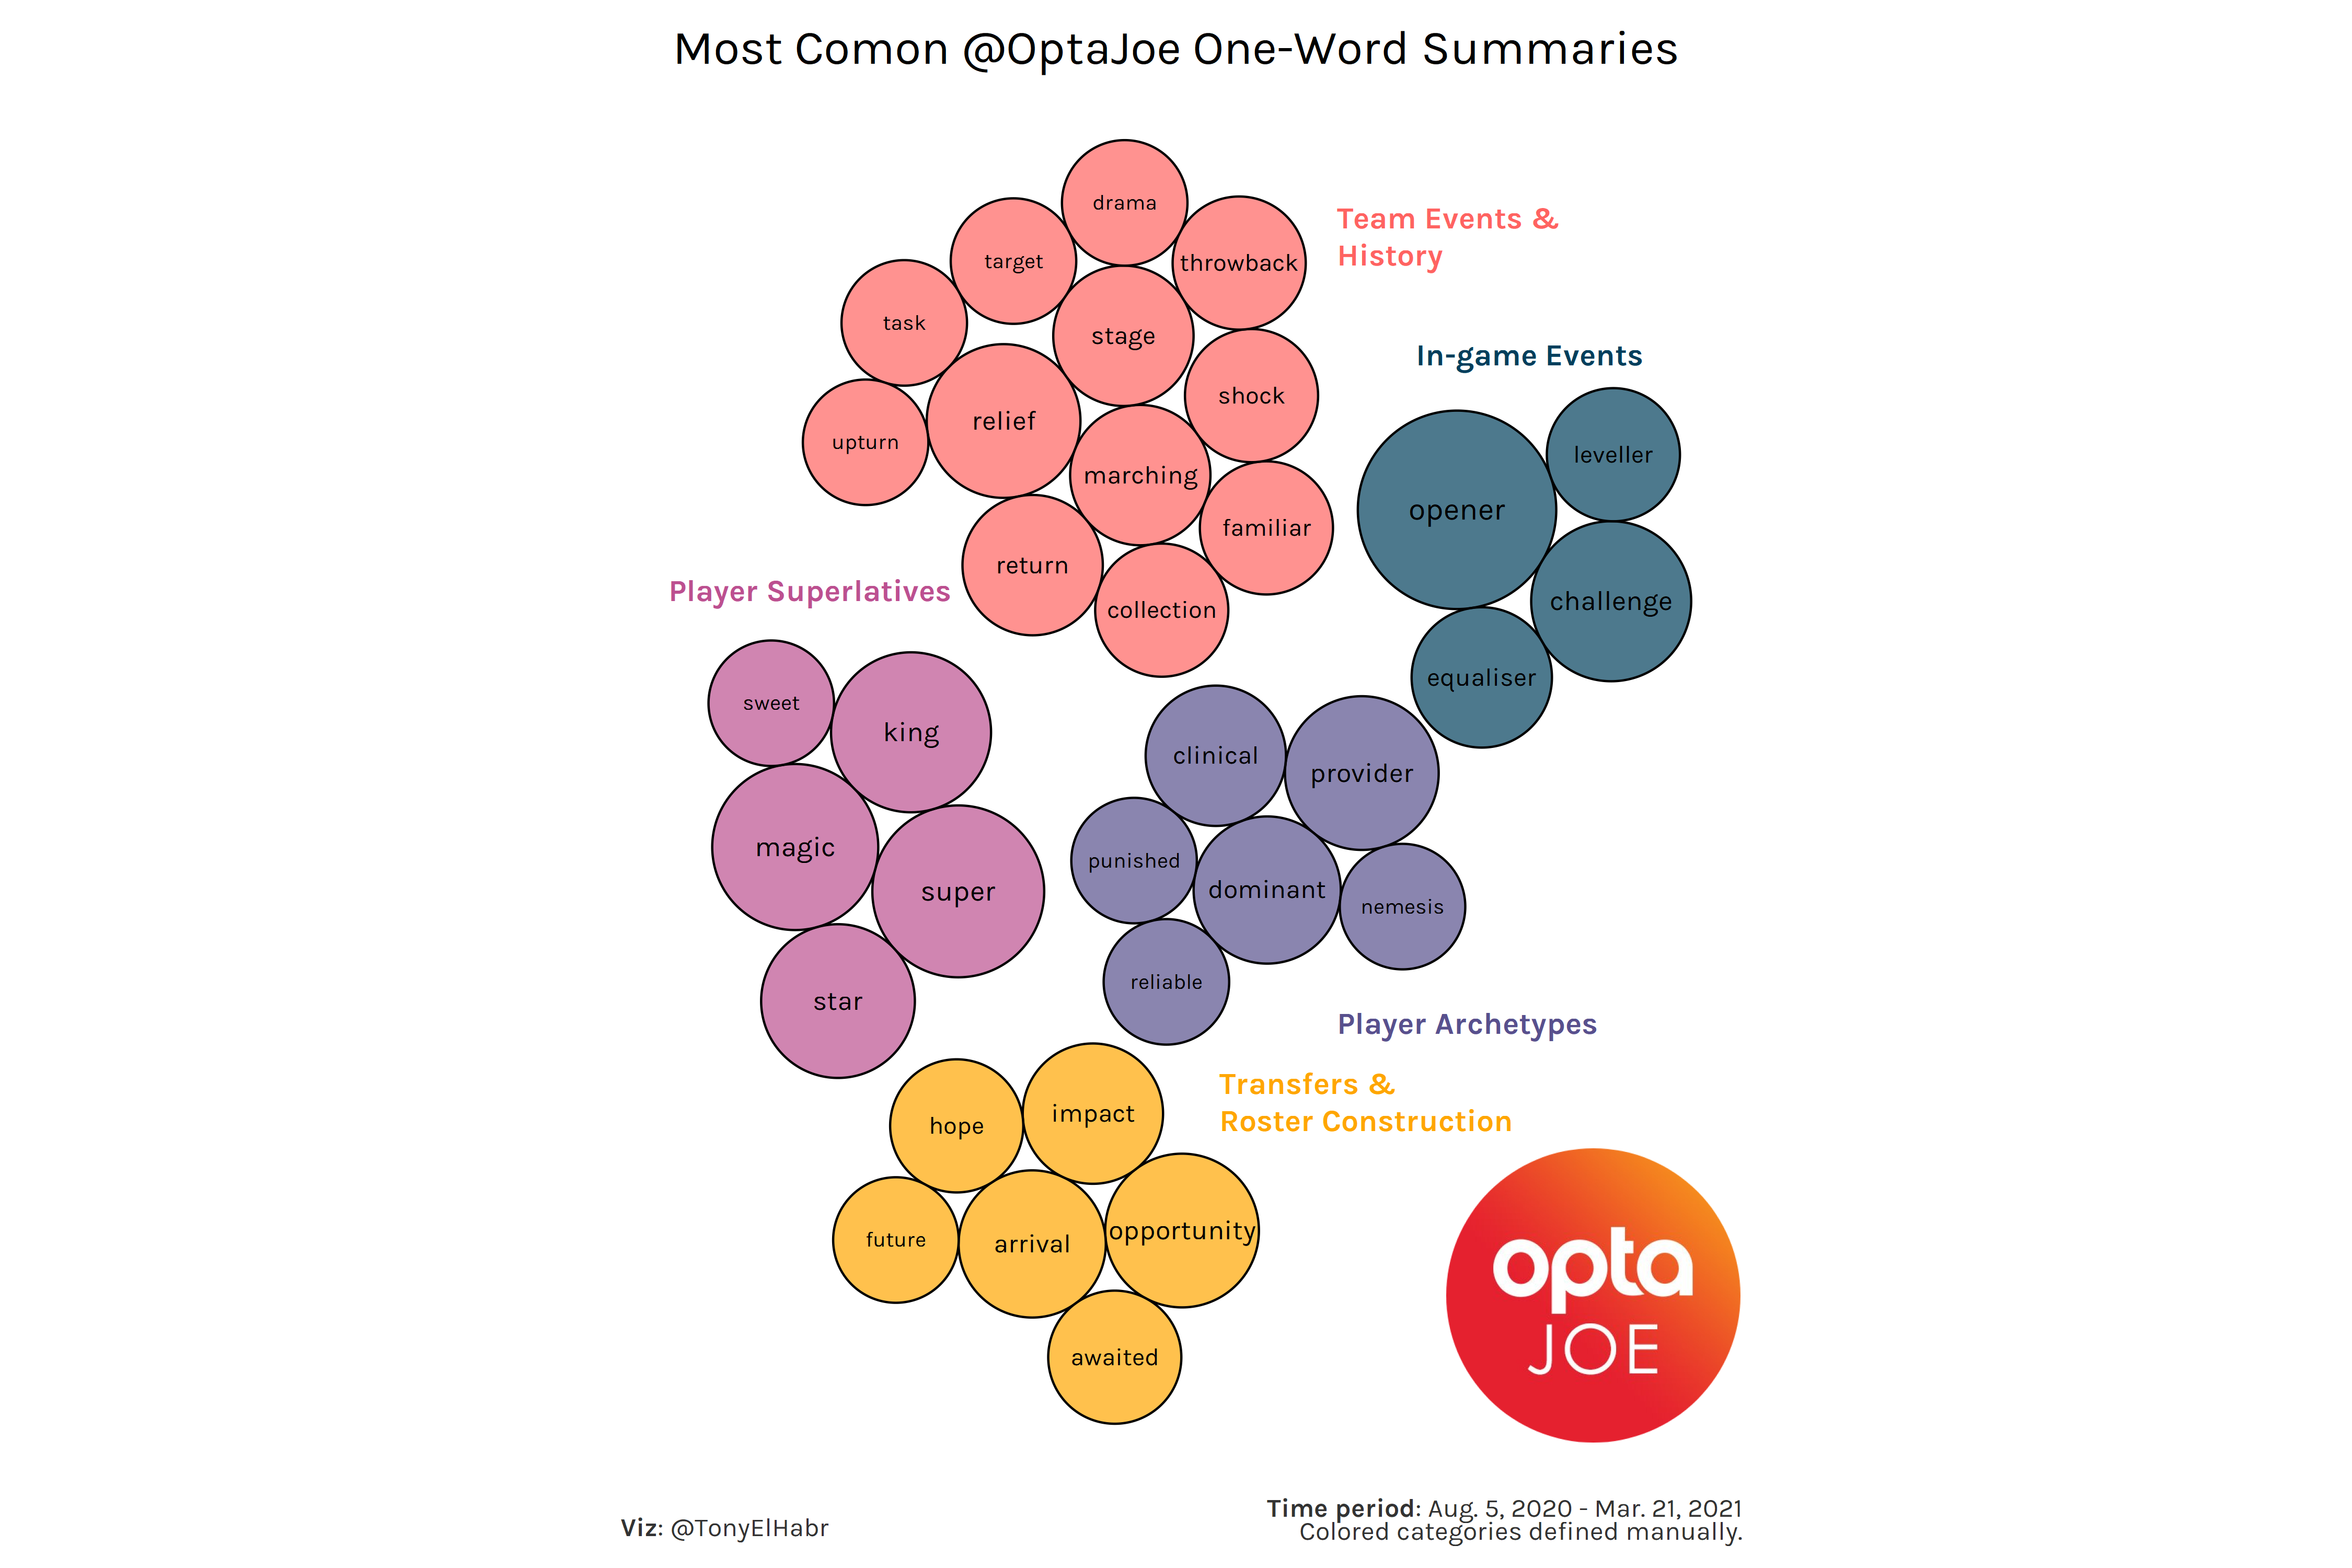 Most Comon @OptaJoe One-Word Summaries
Team Events &
History
drama
target
throwback
task
stage
shock
relief
upturn
marching
familiar
return
collection
In-game Events
leveller
opener
challenge
equaliser
Player Superlatives
sweet
king
magic
super
star
clinical
provider
punished
dominant
nemesis
reliable
Player Archetypes
Transfers &
Roster Construction
hope
impact
future
arrival
opportunity
awaited
opta
JOE
Viz: @TonyElHabr
Time period: Aug. 5, 2020 - Mar. 21, 2021
Colored categories defined manually.